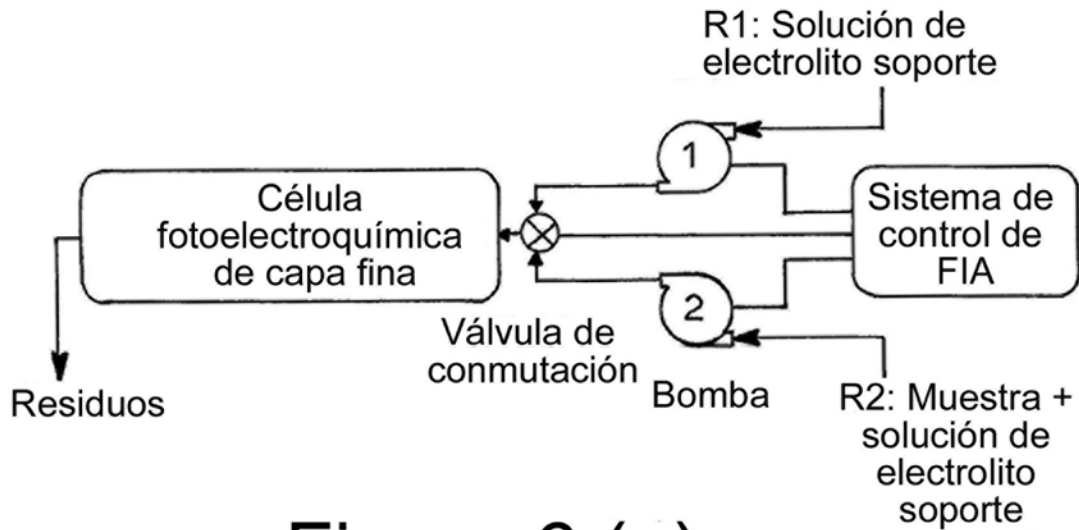 R1: Solución de
electrolito soporte
1
Célula
fotoelectroquímica
de capa fina
Sistema de
control de
FIA
2
Válvula de
conmutación
Bomba
Residuos
R2: Muestra +
solución de
electrolito
soporte